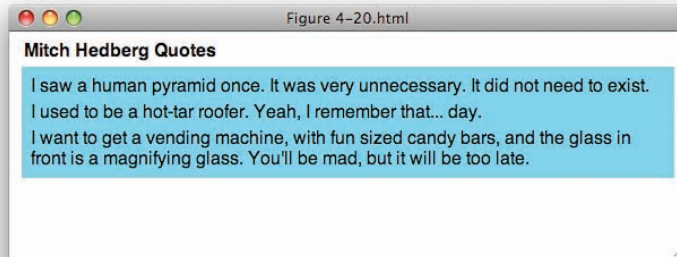 Figure 4-20.html
Mitch Hedberg Quotes
I saw a human pyramid once. It was very unnecessary. It did not need to exist.
I used to be a hot-tar roofer. Yeah, I remember that... day.
I want to get a vending machine, with fun sized candy bars, and the glass in
front is a magnifying glass. You'll be mad, but it will be too late.